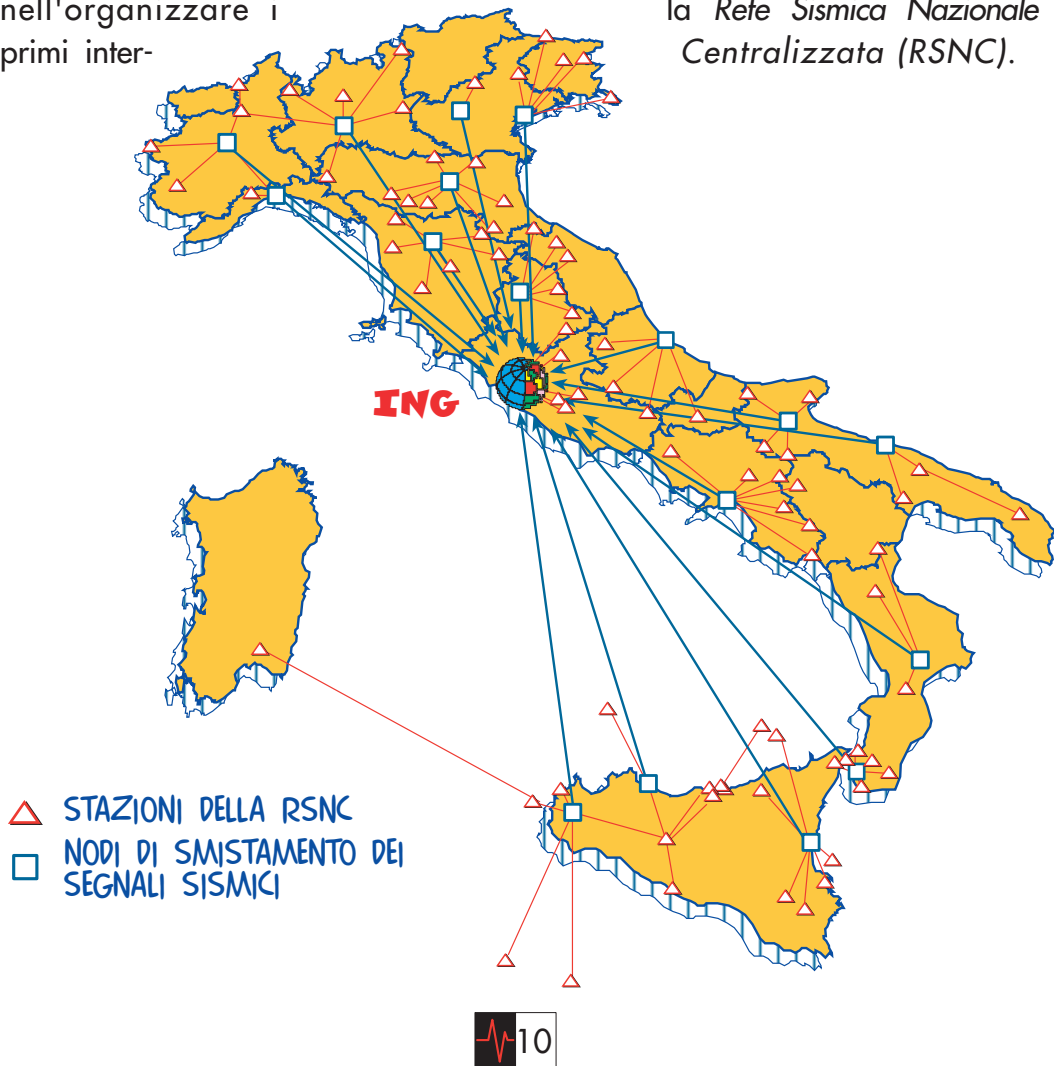 nell'organizzare i
primi inter-
la Rete Sismica Nazionale
Centralizzata (RSNC).
ING
STAZIONI DELLA RSNC
NODI DI SMISTAMENTO DEI
SEGNALI SISMICI
10